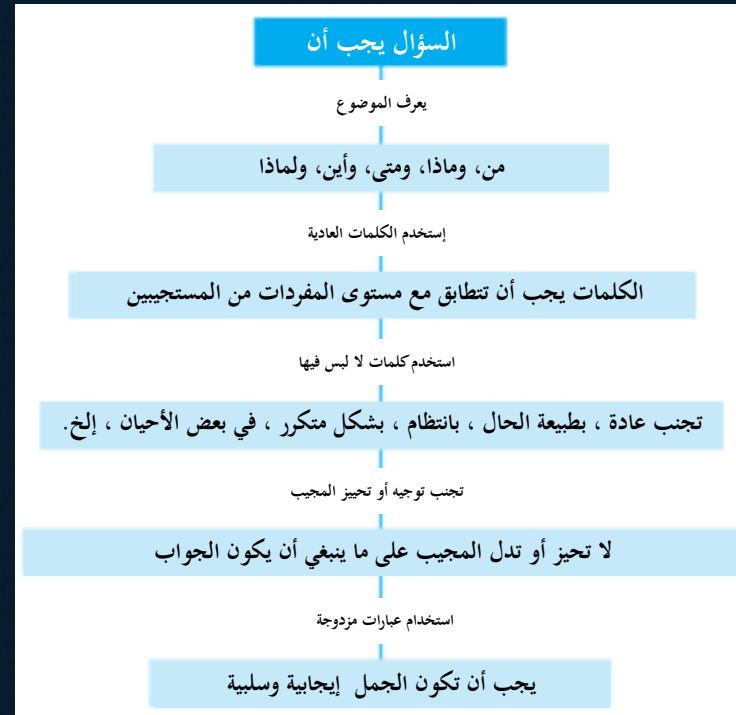 السؤال يجب أن
يعرف الموضوع
من، وماذا، ومتى، وأين، ولماذا
إستخدم الكلمات العادية
الكلمات يجب أن تتطابق مع مستوى المفردات من المستجيبين
استخدم كلمات لا لبس فيها
تجنب عادة ، بطبيعة الحال ، بانتظام ، بشكل متكرر ، في بعض الأحيان ، إلخ.
تجنب توجيه أو تحييز المجيب
لا تحيز أو تدل المجيب على ما ينبغي أن يكون الجواب
استخدام عبارات مزدوجة
يجب أن تكون الجمل إيجابية وسلبية